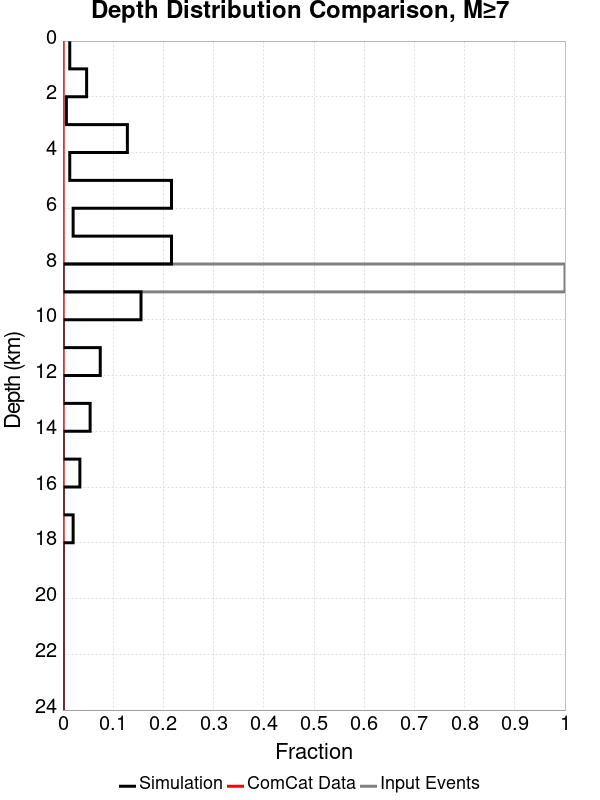 Depth Distribution Comparison, M≥7
0
2
4
6
8
10
12
14
16
18
20
22
24
Depth (km)
0 0.1 0.2 0.3 0.4 0.5 0.6 0.7 0.8 0.9 1
Fraction
Simulation ComCat Data Input Events